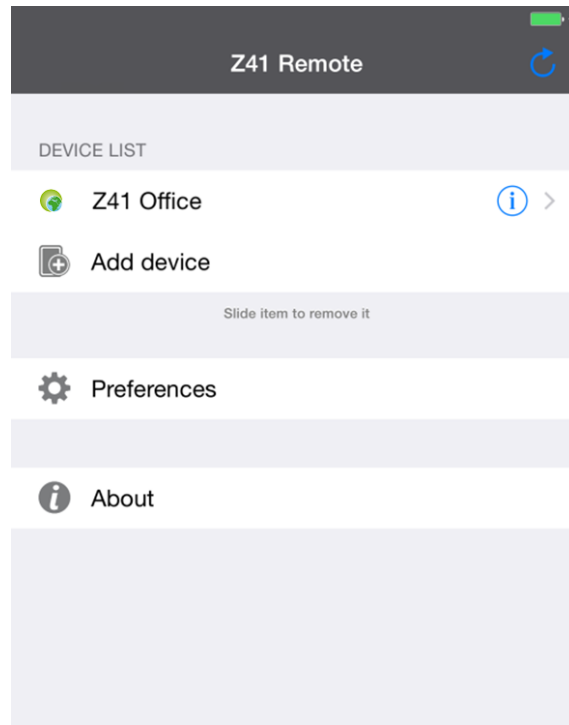 Z41 Remote
DEVICE LIST
Z41 Office
Add device
Slide item to remove it
Preferences
About